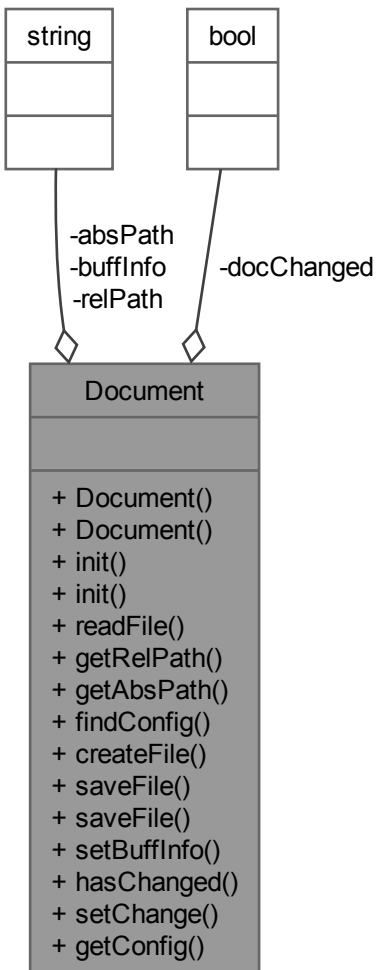 string
bool
-absPath
-buffInfo
-relPath
-docChanged
Document
+ Document()
+ Document()
+ init()
+ init()
+ readFile()
+ getRelPath()
+ getAbsPath()
+ findConfig()
+ createFile()
+ saveFile()
+ saveFile()
+ setBuffInfo()
+ hasChanged()
+ setChange()
+ getConfig()